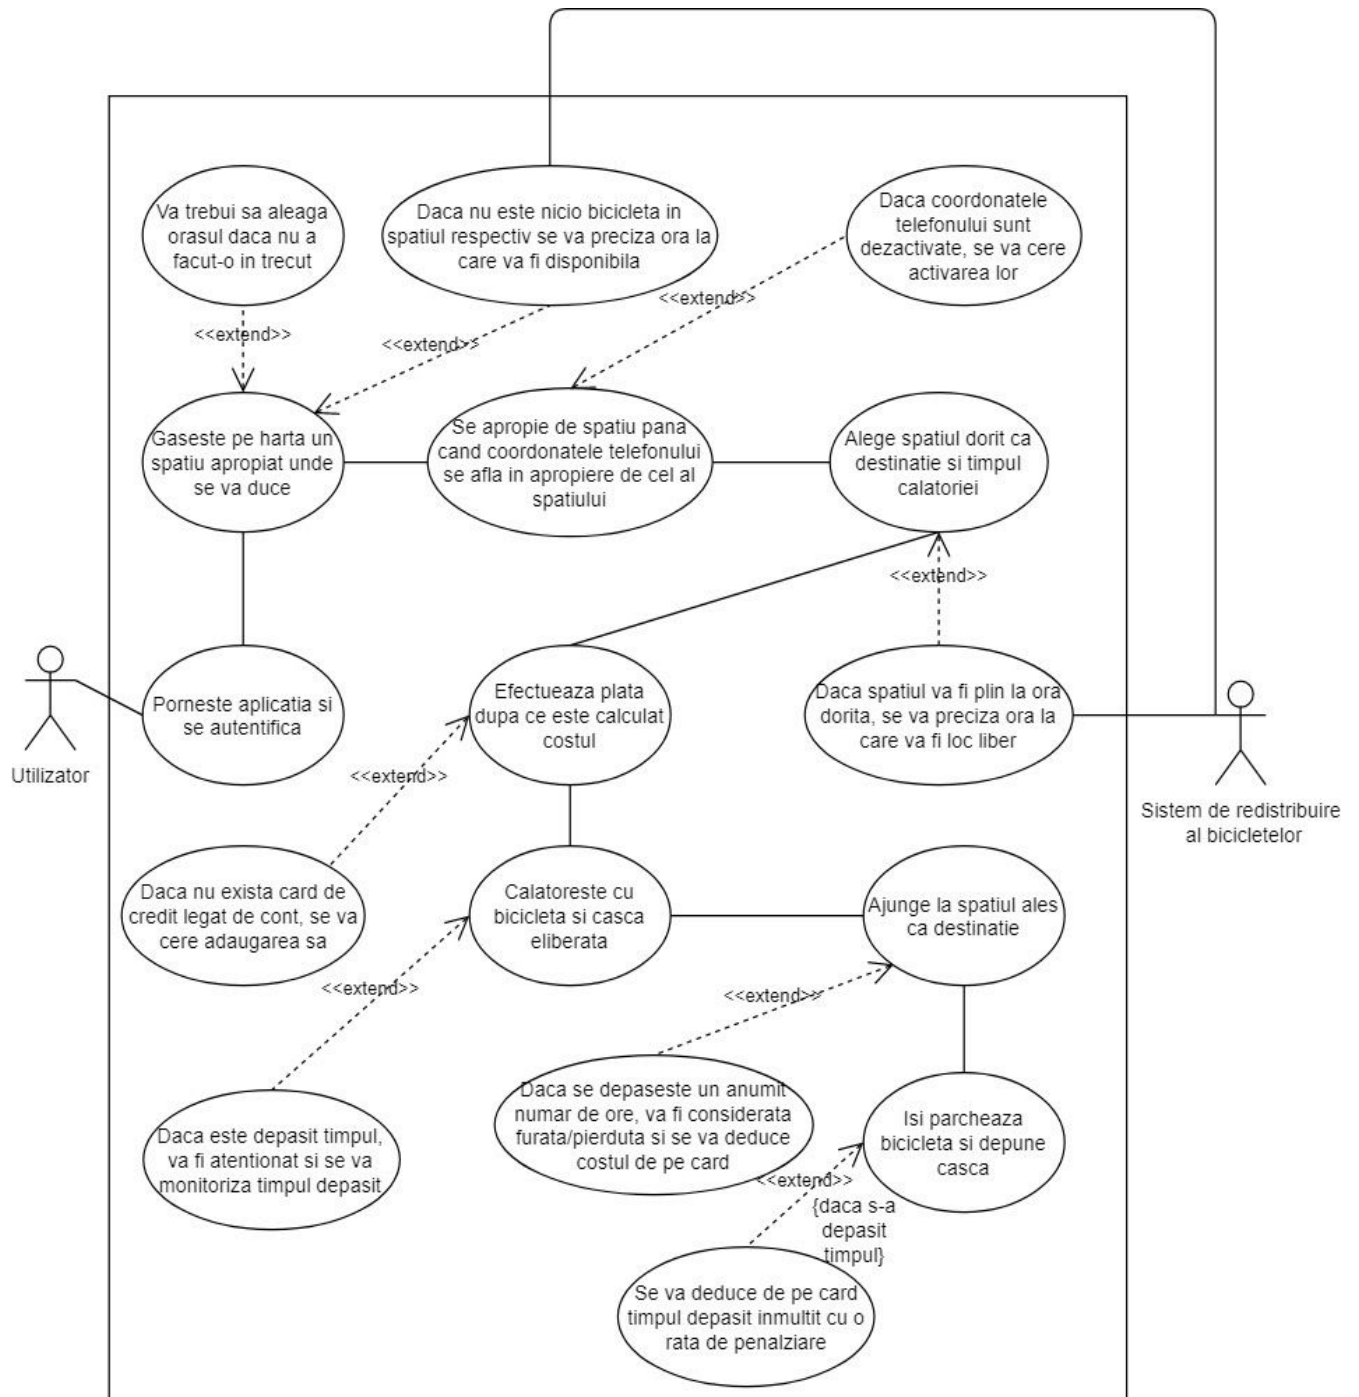 Va trebui sa aleaga
orasul daca nu a
facut-o in trecut
Daca nu este nicio bicicleta in
spatiul respectiv se va preciza ora la
care va fi disponibila
Daca coordonatele
telefonului sunt
dezactivate, se va cere
activarea lor
<<extend>>
<<extend>>
<<extend>>
Gaseste pe harta un
spatiu apropiat unde
se va duce
Se apropie de spatiu pana
cand coordonatele telefonului
se afla in apropiere de cel al
spatiului
Alege spatiul dorit ca
destinatie si timpul
calatoriei
<<extend>>
Utilizator
Porneste aplicatia si
se autentifica
Efectueaza plata
dupa ce este calculat
costul
Daca spatiul va fi plin la ora
dorita, se va preciza ora la
care va fi loc liber
Sistem de redistribuire
al bicicletelor
<<extend>>
Daca nu exista card de
credit legat de cont, se va
cere adaugarea sa
Calatoreste cu
bicicleta si casca
eliberata
Ajunge la spatiul ales
ca destinatie
<<extend>>
<<extend>>
Daca este depasit timpul,
va fi atentionat si se va
monitoriza timpul depasit
Daca se depaseste un anumit
numar de ore, va fi considerata
furata/pierduta si se va deduce
costul de pe card
Isi parcheaza
bicicleta si depune
casca
<<extend>>
{daca s-a
depasit
timpul}
Se va deduce de pe card
timpul depasit inmultit cu o
rata de penalziare